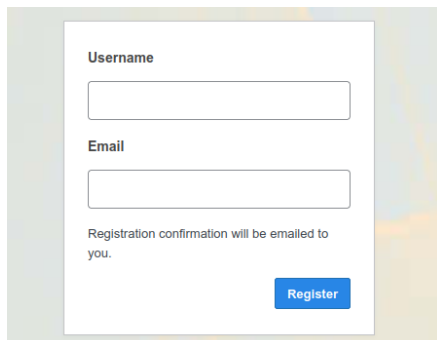 Username
Email
Registration confirmation will be emailed to
you.
Register